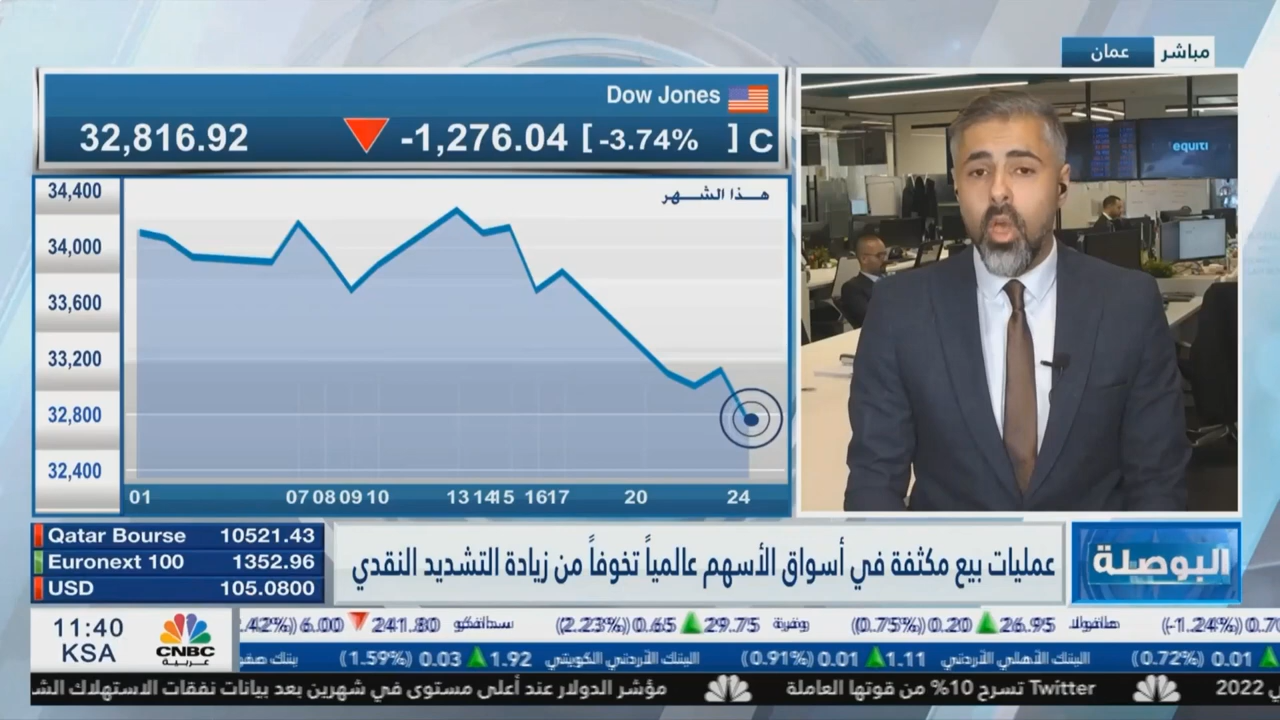 مباشر عمان
Dow Jones
32,816.92 -1,276.04 [ -3.74% ] C
هذا الشهر
34,400
34,000
33,600
33,200
32,800
32,400
01 07 08 09 10 13 14 15 16 17 20 24
equiti
Qatar Bourse 10521.43
Euronext 100 1352.96
USD 105.0800
عمليات بيع مكثفة في أسواق الأسهم عالمياً تخوفاً من زيادة التشديد النقدي
البوصلة
11:40
KSA
CNBC
عربية
(-1.24%) 26.95 0.20 (0.75%) 29.75 0.65 (2.23%) 241.80 6.00
0.01 (0.72%) البنك الأهلي الأردني 1.11 0.01 (0.91%) البنك الأردني الكويتي 1.92 0.03 (1.59%) بنك صفو
2022 Twitter تسرح 10% من قوتها العاملة مؤشر الدولار عند أعلى مستوى في شهرين بعد بيانات نفقات الاستهلاك الش